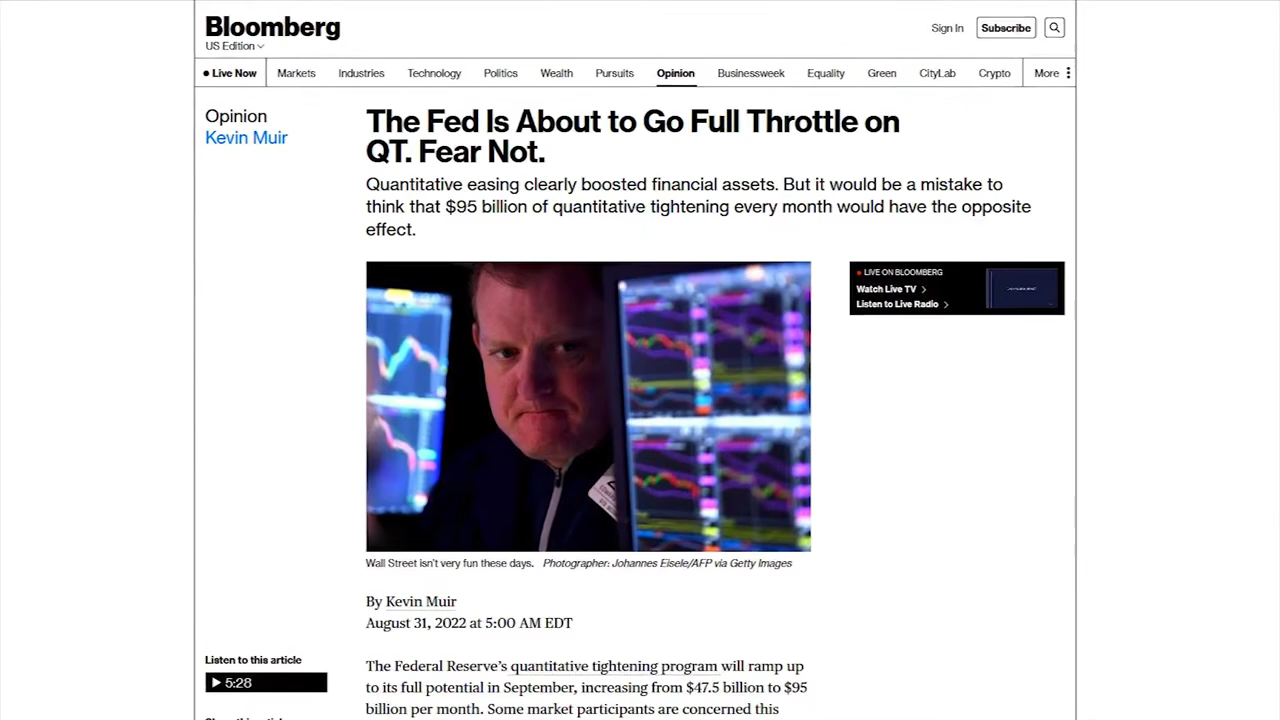 Bloomberg
US Edition
Sign In
Subscribe
Live Now
Markets
Industries
Technology
Politics
Wealth
Pursuits
Opinion
Businessweek
Equality
Green
CityLab
Crypto
More
Opinion
Kevin Muir
The Fed Is About to Go Full Throttle on
QT. Fear Not.
Quantitative easing clearly boosted financial assets. But it would be a mistake to
think that $95 billion of quantitative tightening every month would have the opposite
effect.
LIVE ON BLOOMBERG
Watch Live TV
Listen to Live Radio
Wall Street isn't very fun these days. Photographer: Johannes Eisele/AFP via Getty Images
By Kevin Muir
August 31, 2022 at 5:00 AM EDT
Listen to this article
5:28
The Federal Reserve's quantitative tightening program will ramp up
to its full potential in September, increasing from $47.5 billion to $95
billion per month. Some market participants are concerned this